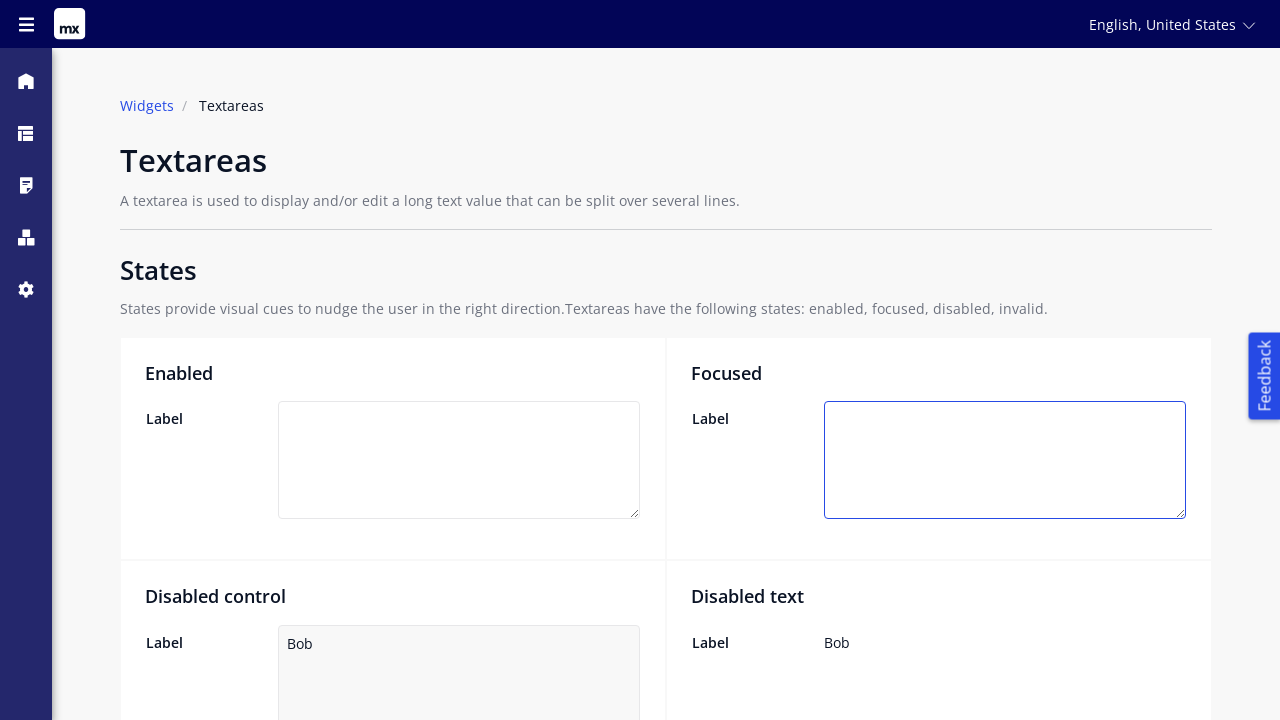 mx
English, United States
Widgets / Textareas
Textareas
A textarea is used to display and/or edit a long text value that can be split over several lines.
States
States provide visual cues to nudge the user in the right direction.Textareas have the following states: enabled, focused, disabled, invalid.
Enabled
Label
Focused
Label
Disabled control
Label
Bob
Disabled text
Label
Bob
Feedback